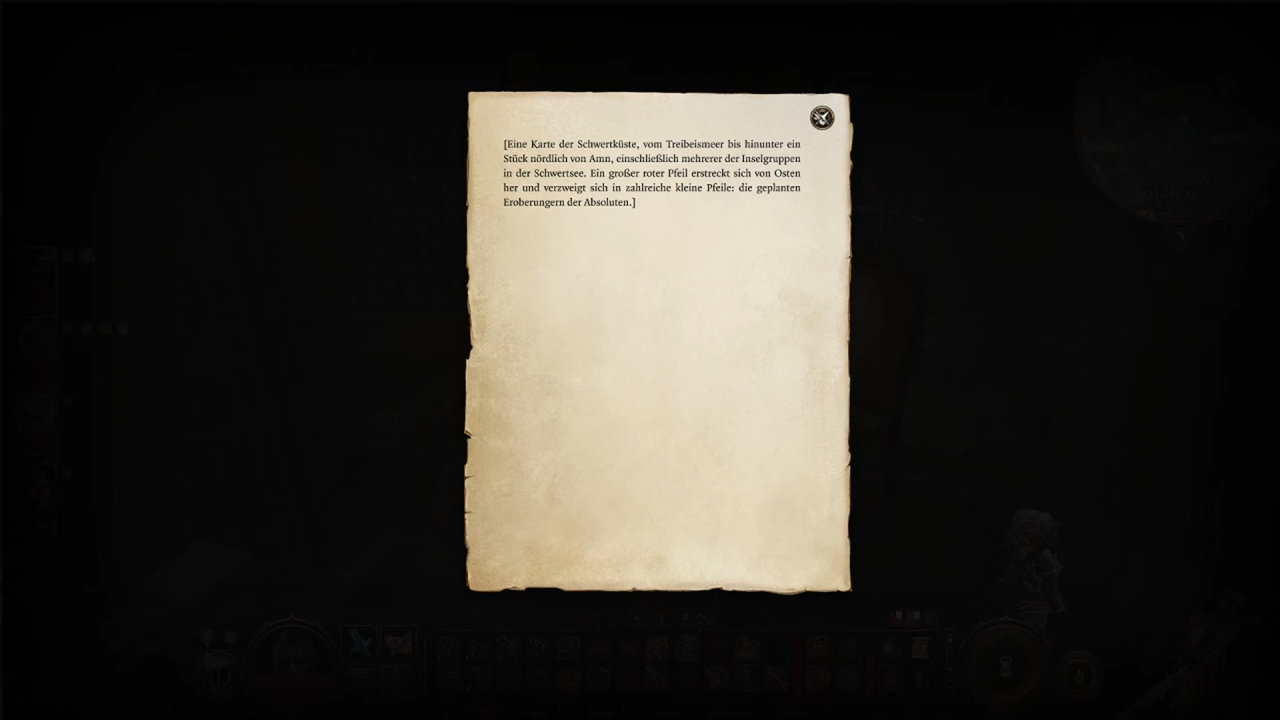 [Eine Karte der Schwertküste, vom Treibeismeer bis hinunter ein
Stück nördlich von Amn, einschließlich mehrerer der Inselgruppen
in der Schwertsee. Ein großer roter Pfeil erstreckt sich von Osten
her und verzweigt sich in zahlreiche kleine Pfeile: die geplanten
Eroberungern der Absoluten.]